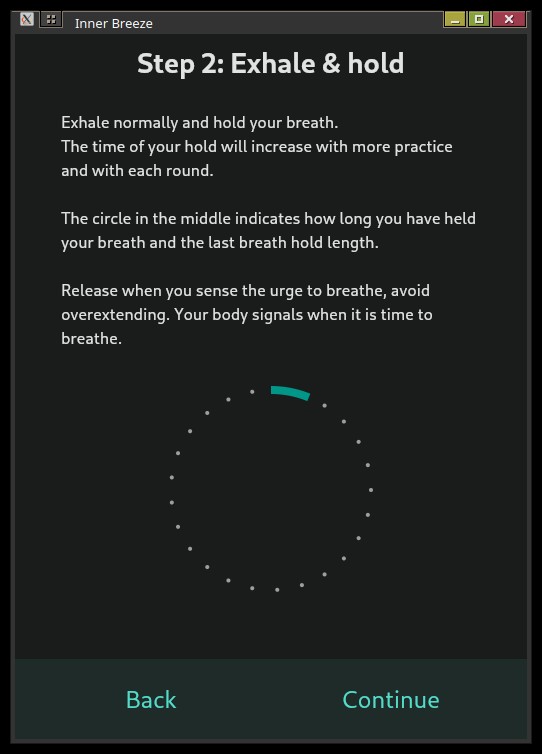 Inner Breeze
Step 2: Exhale & hold
Exhale normally and hold your breath.
The time of your hold will increase with more practice
and with each round.
The circle in the middle indicates how long you have held
your breath and the last breath hold length.
Release when you sense the urge to breathe, avoid
overextending. Your body signals when it is time to
breathe.
Back
Continue